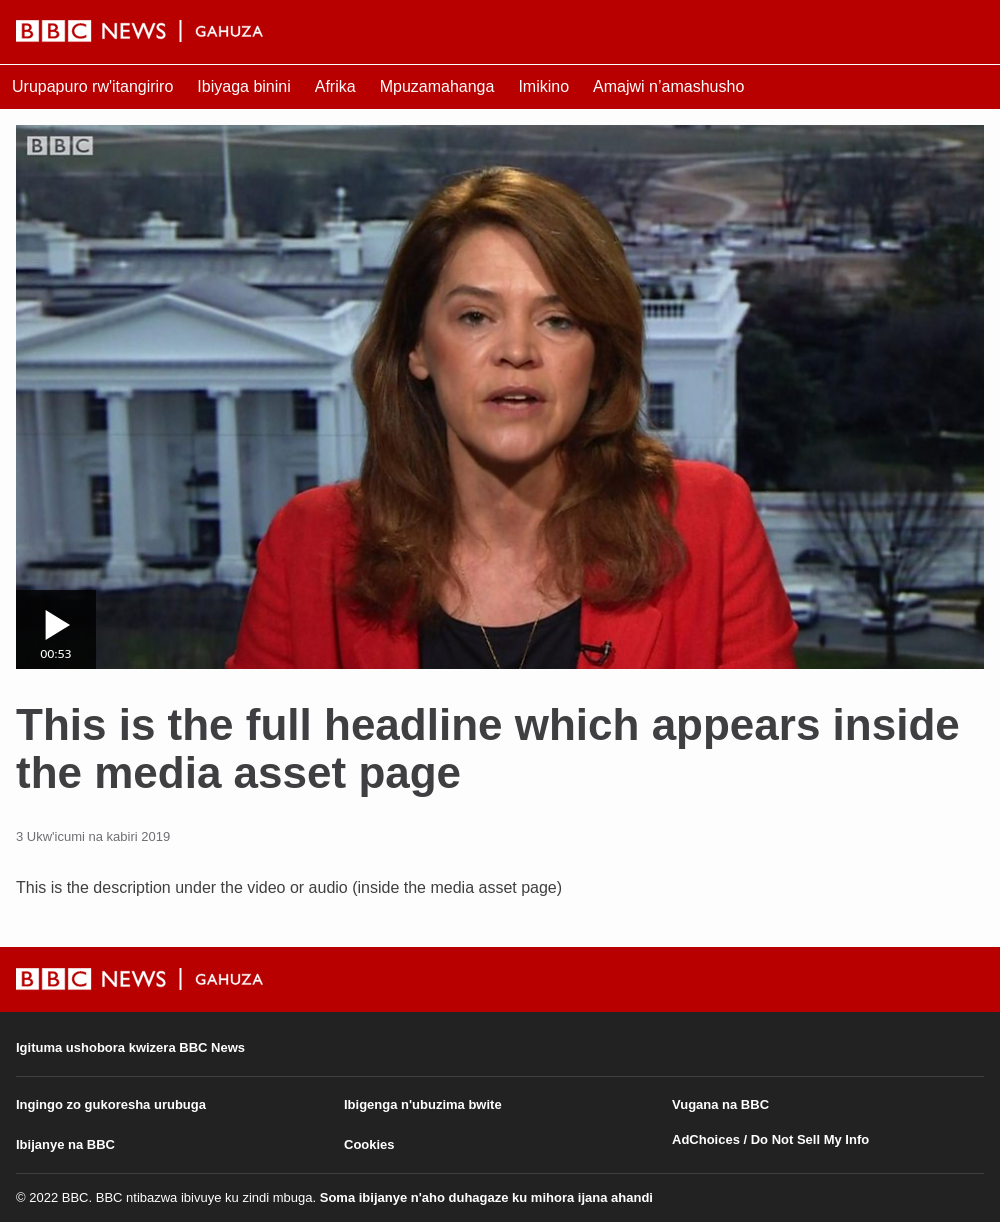 BBC NEWS | GAHUZA
Urupapuro rw'itangiriro Ibiyaga binini Afrika Mpuzamahanga Imikino Amajwi n’amashusho
BBC
00:53
This is the full headline which appears inside
the media asset page
3 Ukw'icumi na kabiri 2019
This is the description under the video or audio (inside the media asset page)
BBC NEWS | GAHUZA
Igituma ushobora kwizera BBC News
Ingingo zo gukoresha urubuga Ibigenga n'ubuzima bwite Vugana na BBC
Ibijanye na BBC Cookies AdChoices / Do Not Sell My Info
© 2022 BBC. BBC ntibazwa ibivuye ku zindi mbuga. Soma ibijanye n'aho duhagaze ku mihora ijana ahandi